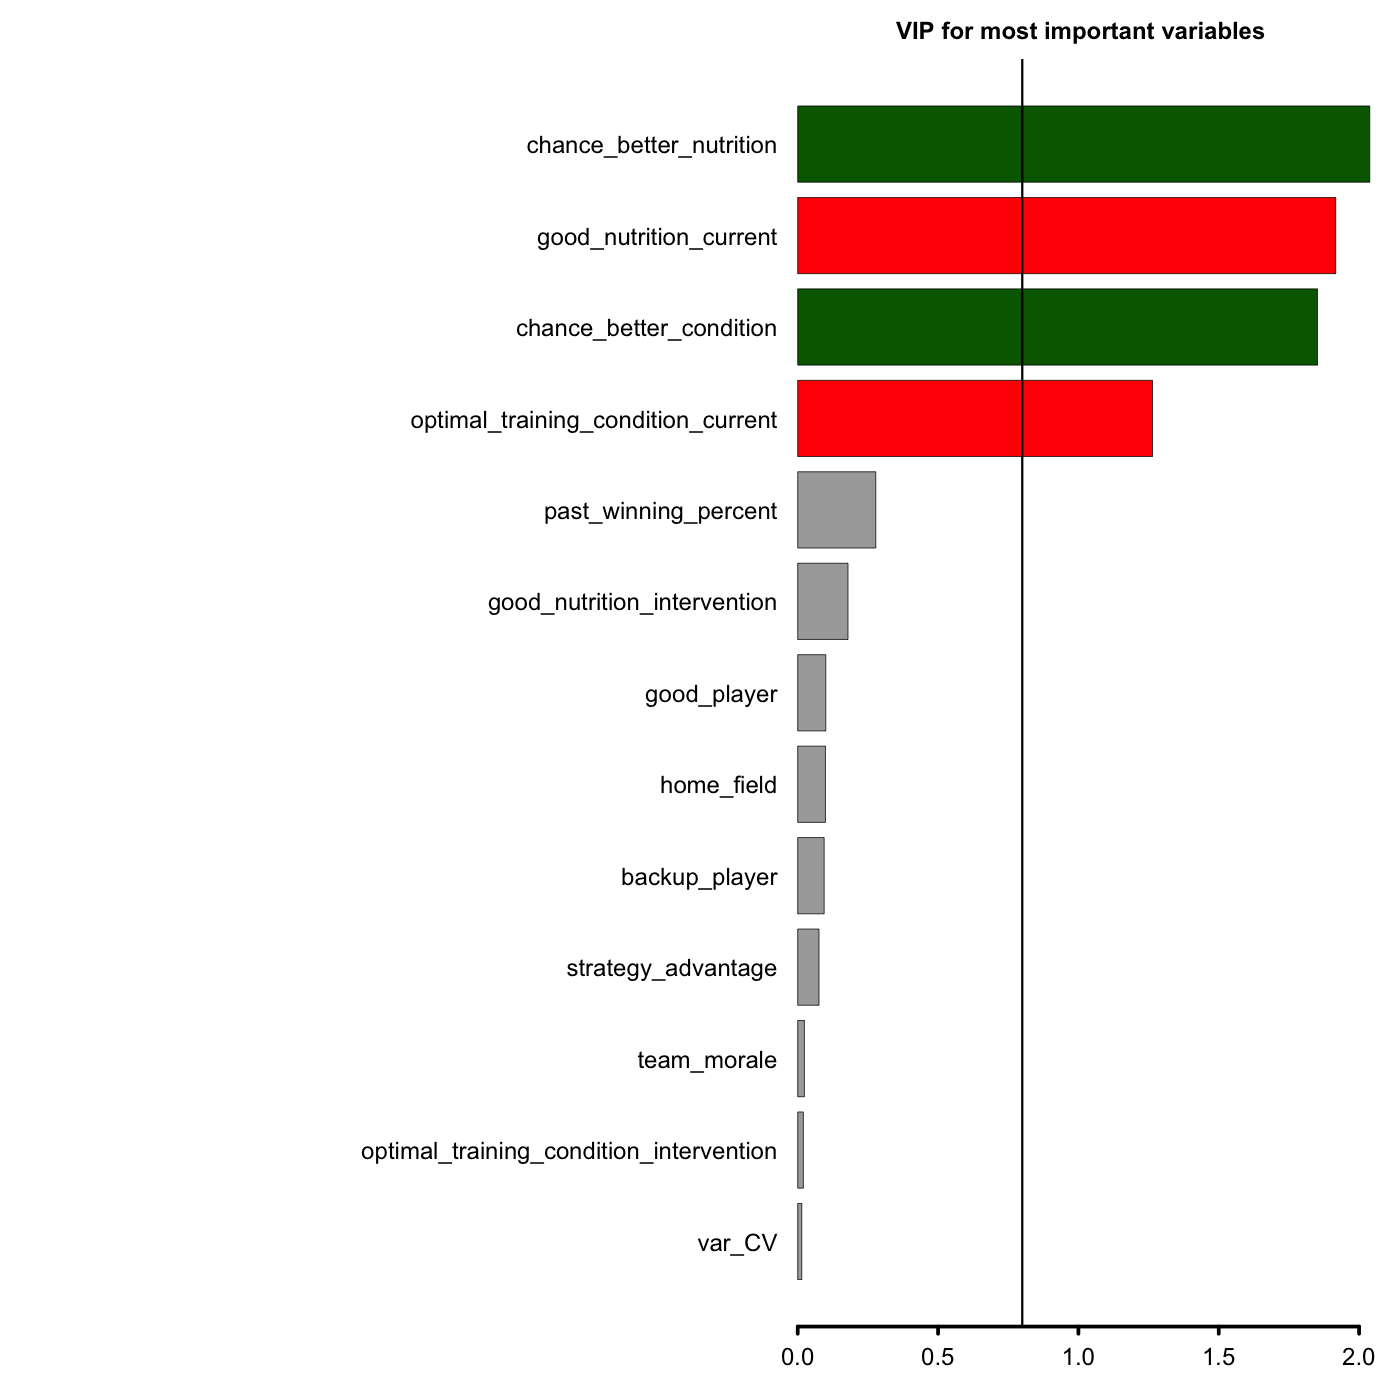 VIP for most important variables
chance_better_nutrition
good_nutrition_current
chance_better_condition
optimal_training_condition_current
past_winning_percent
good_nutrition_intervention
good_player
home_field
backup_player
strategy_advantage
team_morale
optimal_training_condition_intervention
var_CV
0.0 0.5 1.0 1.5 2.0